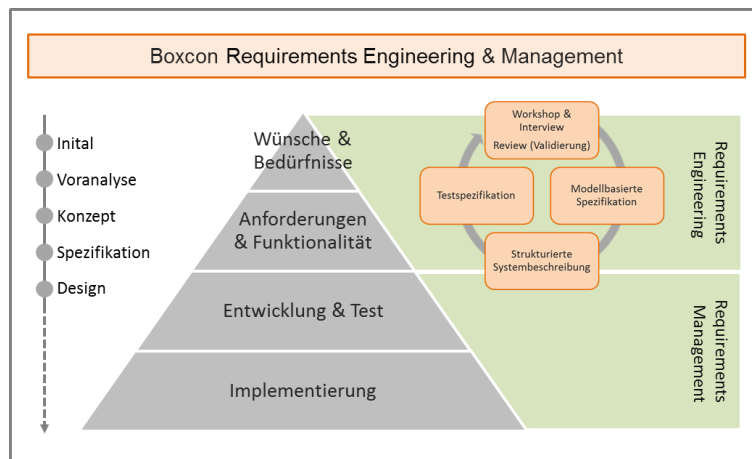 Boxcon Requirements Engineering & Management
Inital
Voranalyse
Konzept
Spezifikation
Design
Wünsche &
Bedürfnisse
Anforderungen
& Funktionalität
Entwicklung & Test
Implementierung
Workshop &
Interview
Review (Validierung)
Testspezifikation
Modellbasierte
Spezifikation
Strukturierte
Systembeschreibung
Requirements
Engineering
Requirements
Management